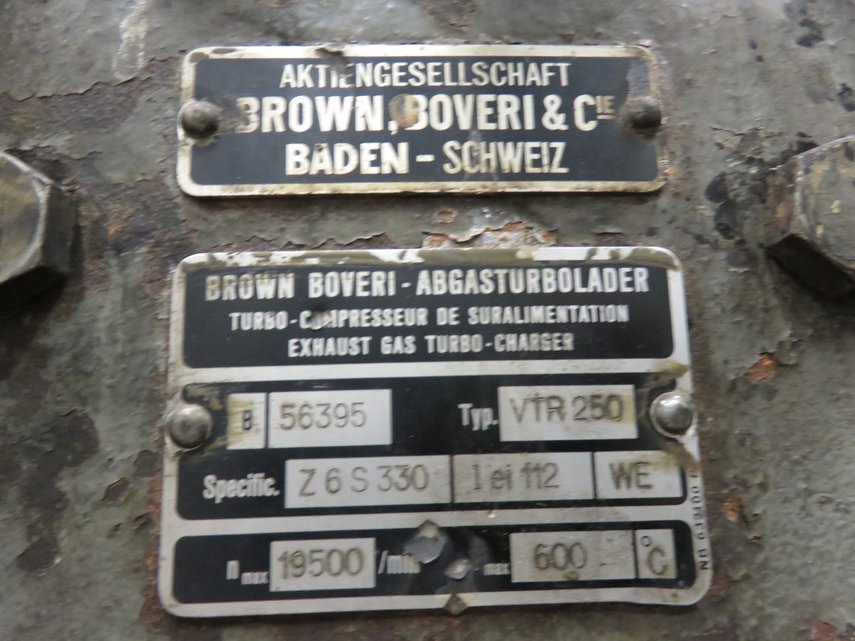 AKTIENGESELLSCHAFT
BROWN, BOVERI & CIE
BADEN - SCHWEIZ
BROWN BOVERI - ABGASTURBOLADER
TURBO-COMPRESSEUR DE SURALIMENTATION
EXHAUST GAS TURBO-CHARGER
B 56395 Typ. VTR 250
Specific. Z 6 S 330 1 ei 112 WE
n max 19500 /min max 600 °C